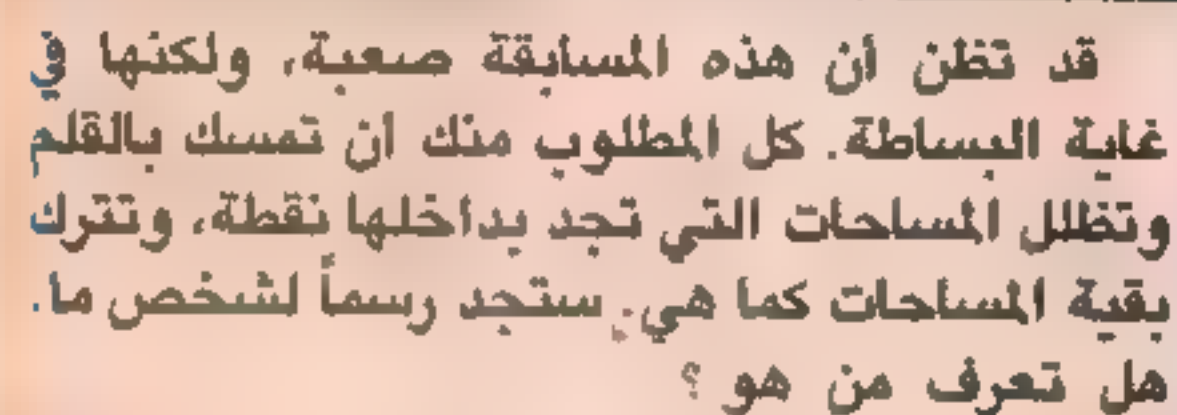 قد تظن أن هذه المسابقة صعبة، ولكنها في
غاية البساطة. كل المطلوب منك ان تمسك بالقلم
وتظلل المساحات التي تجد بداخلها نقطة، وتترك
بقية المساحات كما هي. ستجد رسماً لشخص ما.
هل تعرف من هو ؟